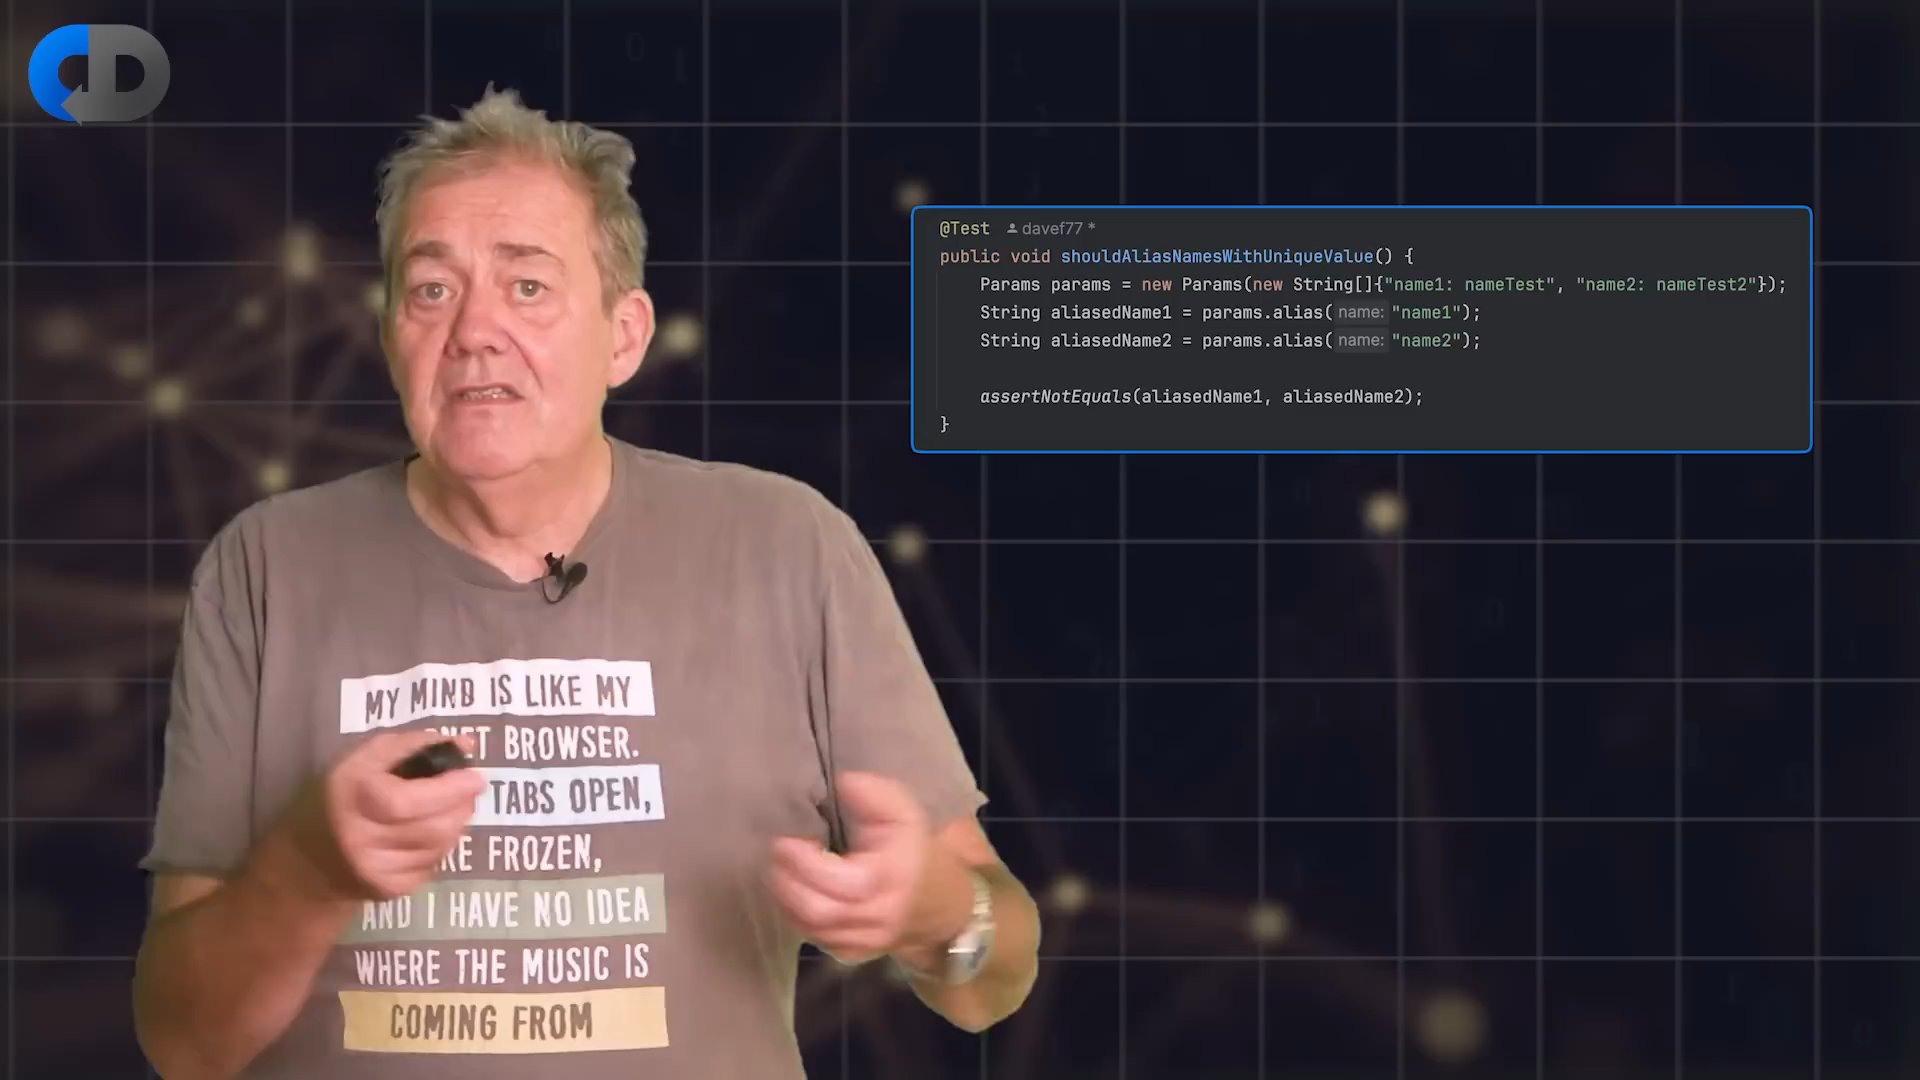 CD
@Test davef77 *
public void shouldAliasNamesWithUniqueValue() {
Params params = new Params(new String[]{"name1: nameTest", "name2: nameTest2"});
String aliasedName1 = params.alias( name: "name1");
String aliasedName2 = params.alias( name: "name2");
assertNotEquals(aliasedName1, aliasedName2);
}
MY MIND IS LIKE MY
BROWSER.
TABS OPEN,
FROZEN,
AND I HAVE NO IDEA
WHERE THE MUSIC IS
COMING FROM